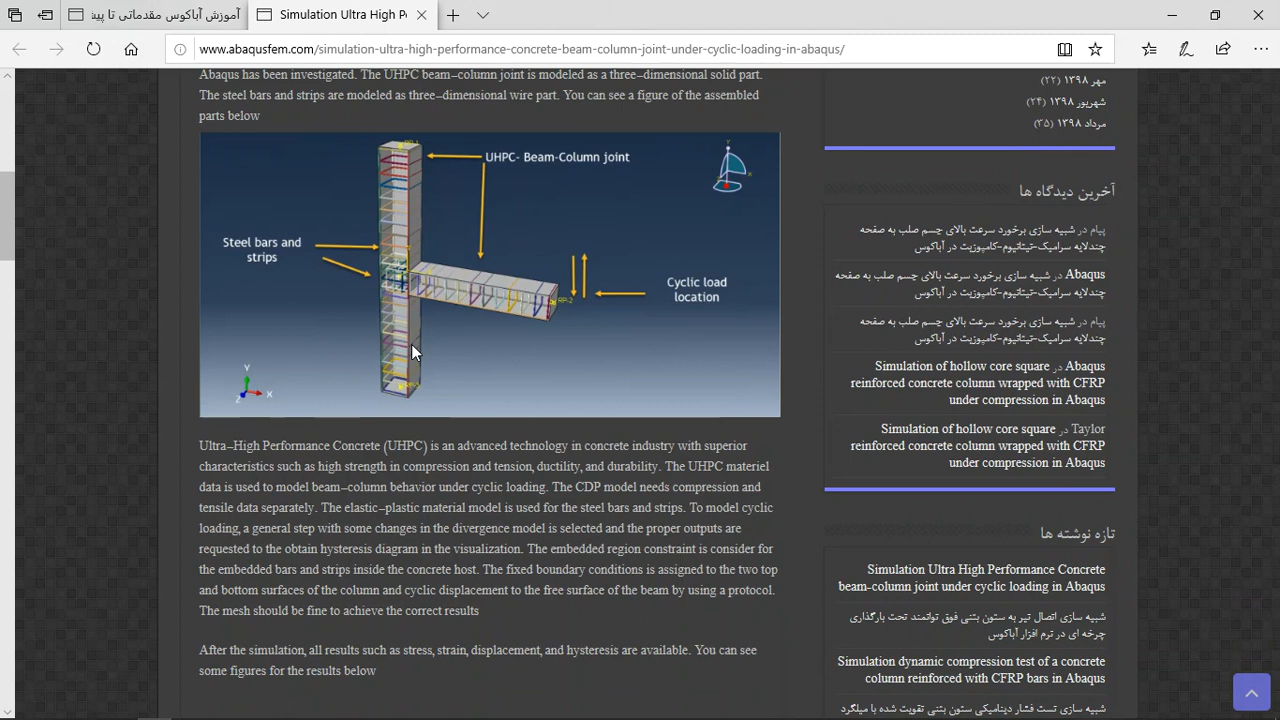 آموزش آباکوس مقدماتی تا پیش
Simulation Ultra High P
www.abaqusfem.com/simulation-ultra-high-performance-concrete-beam-column-joint-under-cyclic-loading-in-abaqus/
Abaqus has been investigated. The UHPC beam–column joint is modeled as a three–dimensional solid part.
The steel bars and strips are modeled as three–dimensional wire part. You can see a figure of the assembled
parts below
UHPC- Beam-Column joint
Steel bars and
strips
Cyclic load
location
RP-2
Y
X
Z
Ultra–High Performance Concrete (UHPC) is an advanced technology in concrete industry with superior
characteristics such as high strength in compression and tension, ductility, and durability. The UHPC materiel
data is used to model beam–column behavior under cyclic loading. The CDP model needs compression and
tensile data separately. The elastic–plastic material model is used for the steel bars and strips. To model cyclic
loading, a general step with some changes in the divergence model is selected and the proper outputs are
requested to the obtain hysteresis diagram in the visualization. The embedded region constraint is consider for
the embedded bars and strips inside the concrete host. The fixed boundary conditions is assigned to the two top
and bottom surfaces of the column and cyclic displacement to the free surface of the beam by using a protocol.
The mesh should be fine to achieve the correct results
After the simulation, all results such as stress, strain, displacement, and hysteresis are available. You can see
some figures for the results below
مهر ۱۳۹۸ (۲۲)
شهریور ۱۳۹۸ (۲۴)
مرداد ۱۳۹۸ (۳۵)
آخرین دیدگاه ها
پیام در شبیه سازی برخورد سرعت بالای جسم صلب به صفحه
چندلایه سرامیک-تیتانیوم-کامپوزیت در آباکوس
Abaqus در شبیه سازی برخورد سرعت بالای جسم صلب به صفحه
چندلایه سرامیک-تیتانیوم-کامپوزیت در آباکوس
پیام در شبیه سازی برخورد سرعت بالای جسم صلب به صفحه
چندلایه سرامیک-تیتانیوم-کامپوزیت در آباکوس
Simulation of hollow core square در Abaqus
reinforced concrete column wrapped with CFRP
under compression in Abaqus
Simulation of hollow core square در Taylor
reinforced concrete column wrapped with CFRP
under compression in Abaqus
تازه نوشته ها
Simulation Ultra High Performance Concrete
beam-column joint under cyclic loading in Abaqus
شبیه سازی اتصال تیر به ستون بتنی فوق توانمند تحت بارگذاری
چرخه ای در نرم افزار آباکوس
Simulation dynamic compression test of a concrete
column reinforced with CFRP bars in Abaqus
شبیه سازی تست فشار دینامیکی ستون بتنی تقویت شده با میلگرد